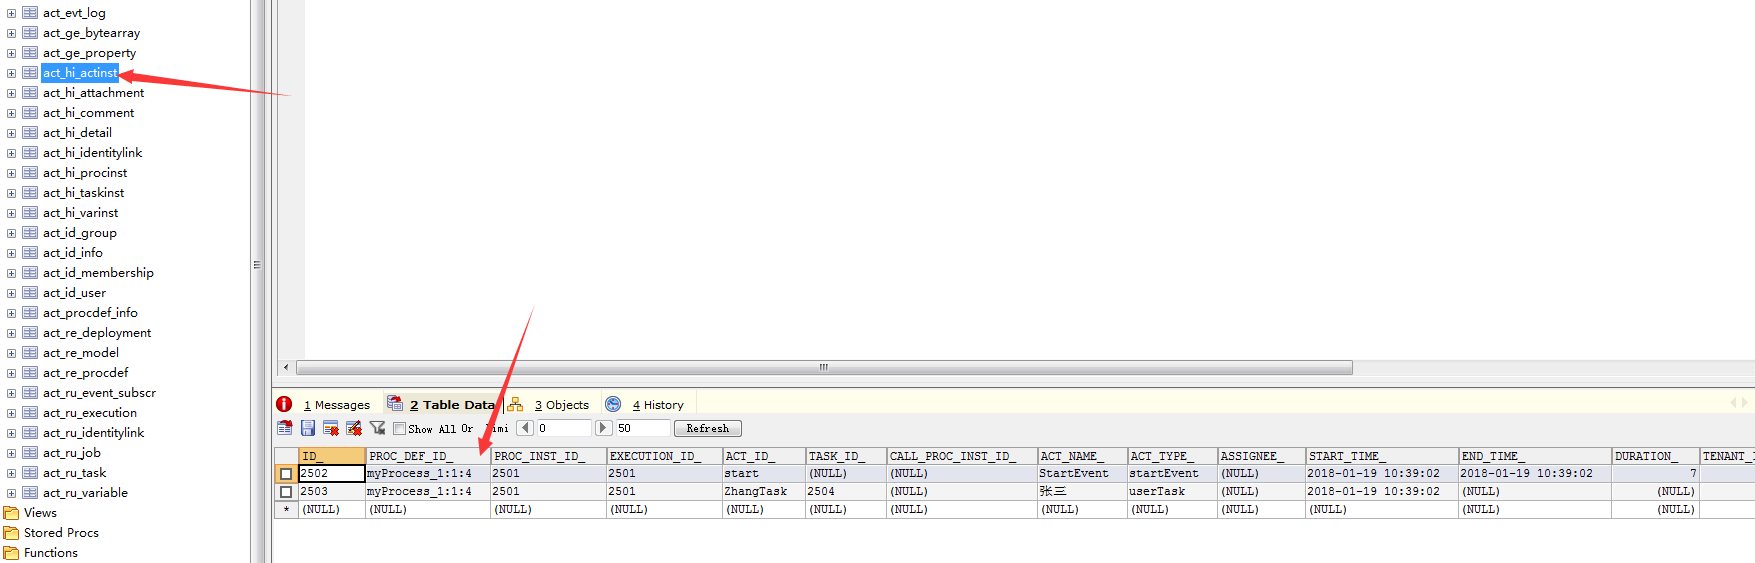 act_evt_log
act_ge_bytearray
act_ge_property
act_hi_actinst
act_hi_attachment
act_hi_comment
act_hi_detail
act_hi_identitylink
act_hi_procinst
act_hi_taskinst
act_hi_varinst
act_id_group
act_id_info
act_id_membership
act_id_user
act_procdef_info
act_re_deployment
act_re_model
act_re_procdef
act_ru_event_subscr
act_ru_execution
act_ru_identitylink
act_ru_job
act_ru_task
act_ru_variable
Views
Stored Procs
Functions
1 Messages 2 Table Data 3 Objects 4 History
Show All Or 0 50 Refresh
ID_ PROC_DEF_ID_ PROC_INST_ID_ EXECUTION_ID_ ACT_ID_ TASK_ID_ CALL_PROC_INST_ID_ ACT_NAME_ ACT_TYPE_ ASSIGNEE_ START_TIME_ END_TIME_ DURATION_
2502 myProcess_1:1:4 2501 2501 start (NULL) (NULL) StartEvent startEvent (NULL) 2018-01-19 10:39:02 2018-01-19 10:39:02 7
2503 myProcess_1:1:4 2501 2501 ZhangTask 2504 (NULL) 张三 userTask (NULL) 2018-01-19 10:39:02 (NULL) (NULL)
* (NULL) (NULL) (NULL) (NULL) (NULL) (NULL) (NULL) (NULL) (NULL) (NULL) (NULL) (NULL) (NULL)